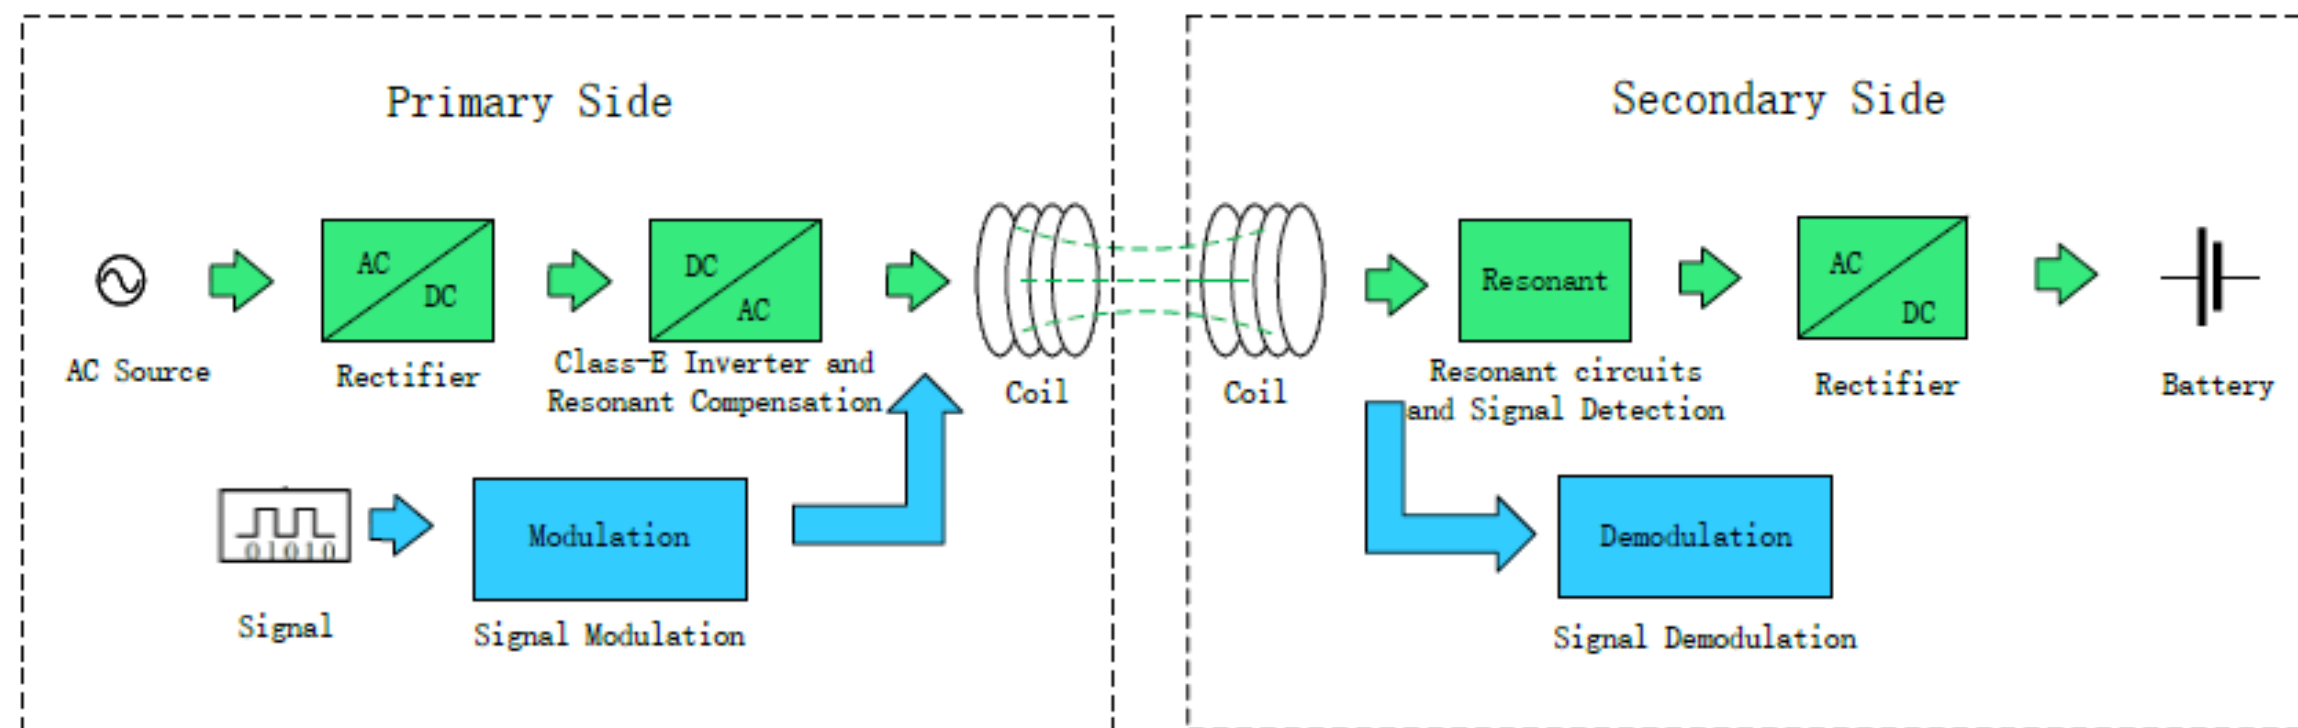 Primary Side
Secondary Side
AC
DC
DC
AC
Resonant
AC
DC
AC Source
Rectifier
Class-E Inverter and
Resonant Compensation
Coil
Coil
Resonant circuits
and Signal Detection
Rectifier
Battery
01010
Modulation
Demodulation
Signal
Signal Modulation
Signal Demodulation